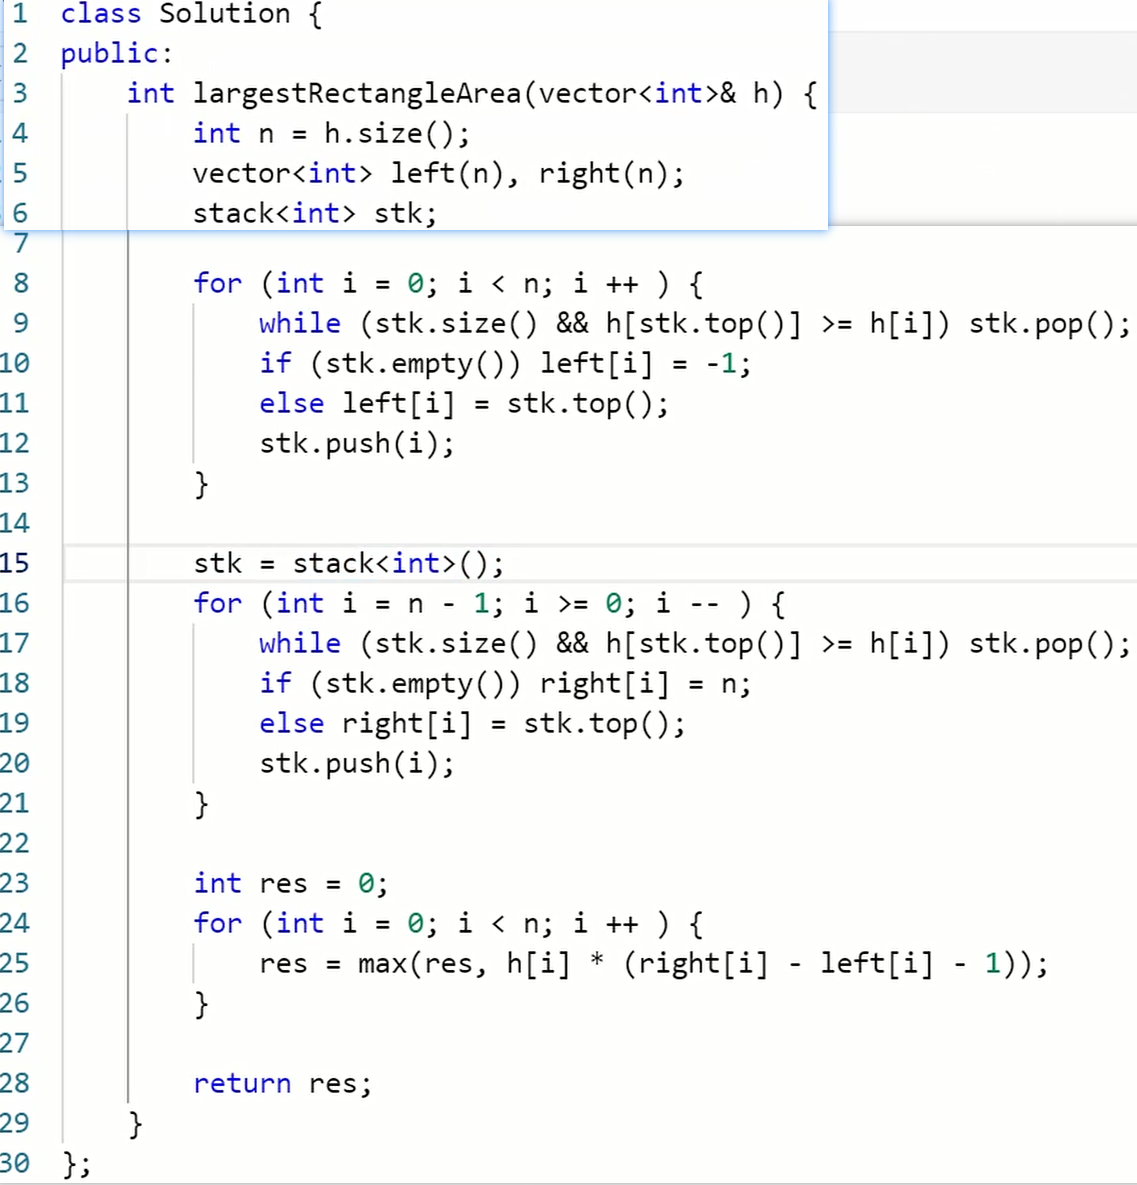 1 class Solution {
2 public:
3     int largestRectangleArea(vector<int>& h) {
4         int n = h.size();
5         vector<int> left(n), right(n);
6         stack<int> stk;
7
8         for (int i = 0; i < n; i ++ ) {
9             while (stk.size() && h[stk.top()] >= h[i]) stk.pop();
10             if (stk.empty()) left[i] = -1;
11             else left[i] = stk.top();
12             stk.push(i);
13         }
14
15         stk = stack<int>();
16         for (int i = n - 1; i >= 0; i -- ) {
17             while (stk.size() && h[stk.top()] >= h[i]) stk.pop();
18             if (stk.empty()) right[i] = n;
19             else right[i] = stk.top();
20             stk.push(i);
21         }
22
23         int res = 0;
24         for (int i = 0; i < n; i ++ ) {
25             res = max(res, h[i] * (right[i] - left[i] - 1));
26         }
27
28         return res;
29     }
30 };